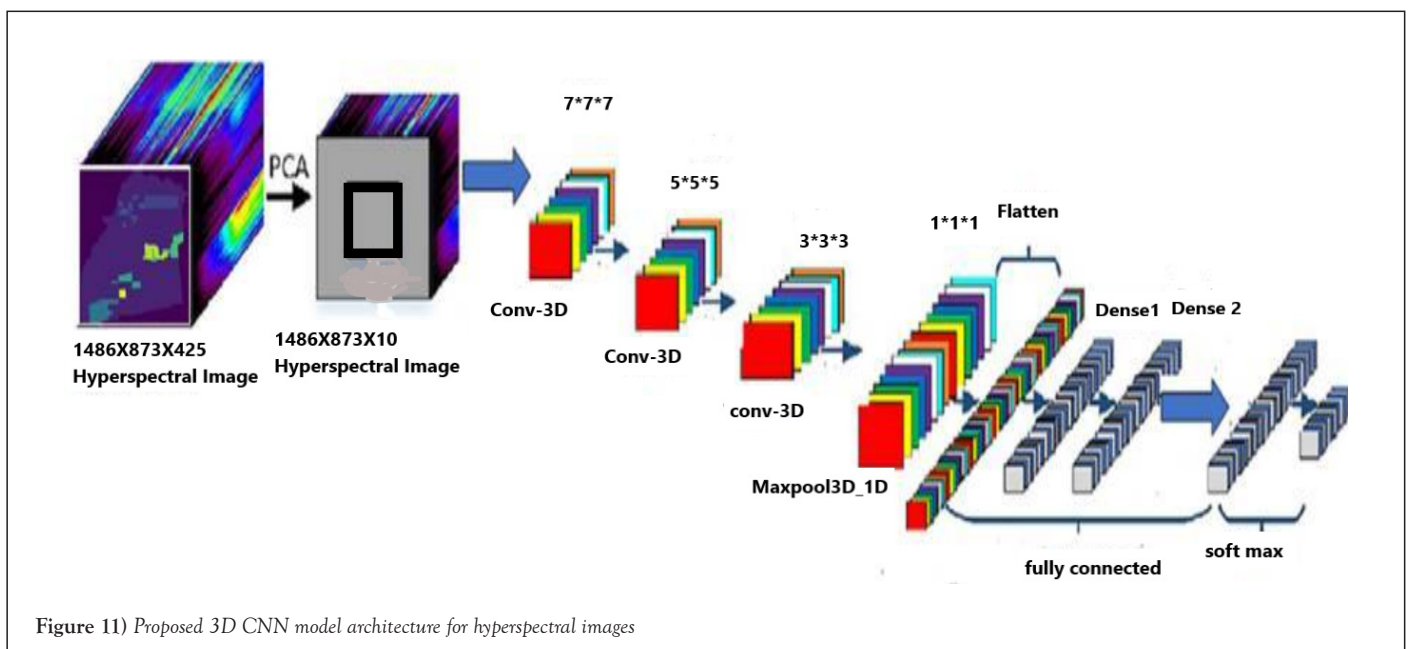 PCA
7*7*7
5*5*5
3*3*3
1*1*1
Flatten
Conv-3D
Conv-3D
conv-3D
Maxpool3D_1D
Dense1 Dense 2
1486X873X425
Hyperspectral Image
1486X873X10
Hyperspectral Image
fully connected
soft max
Figure 11) Proposed 3D CNN model architecture for hyperspectral images